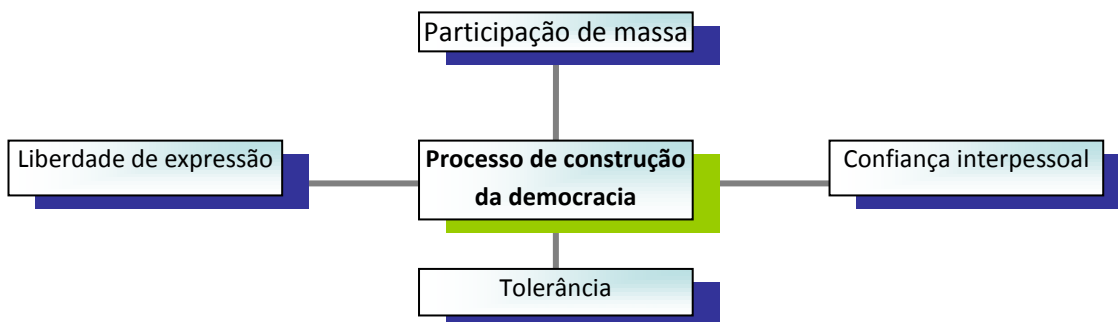 Participação de massa
Liberdade de expressão
Processo de construção
da democracia
Confiança interpessoal
Tolerância